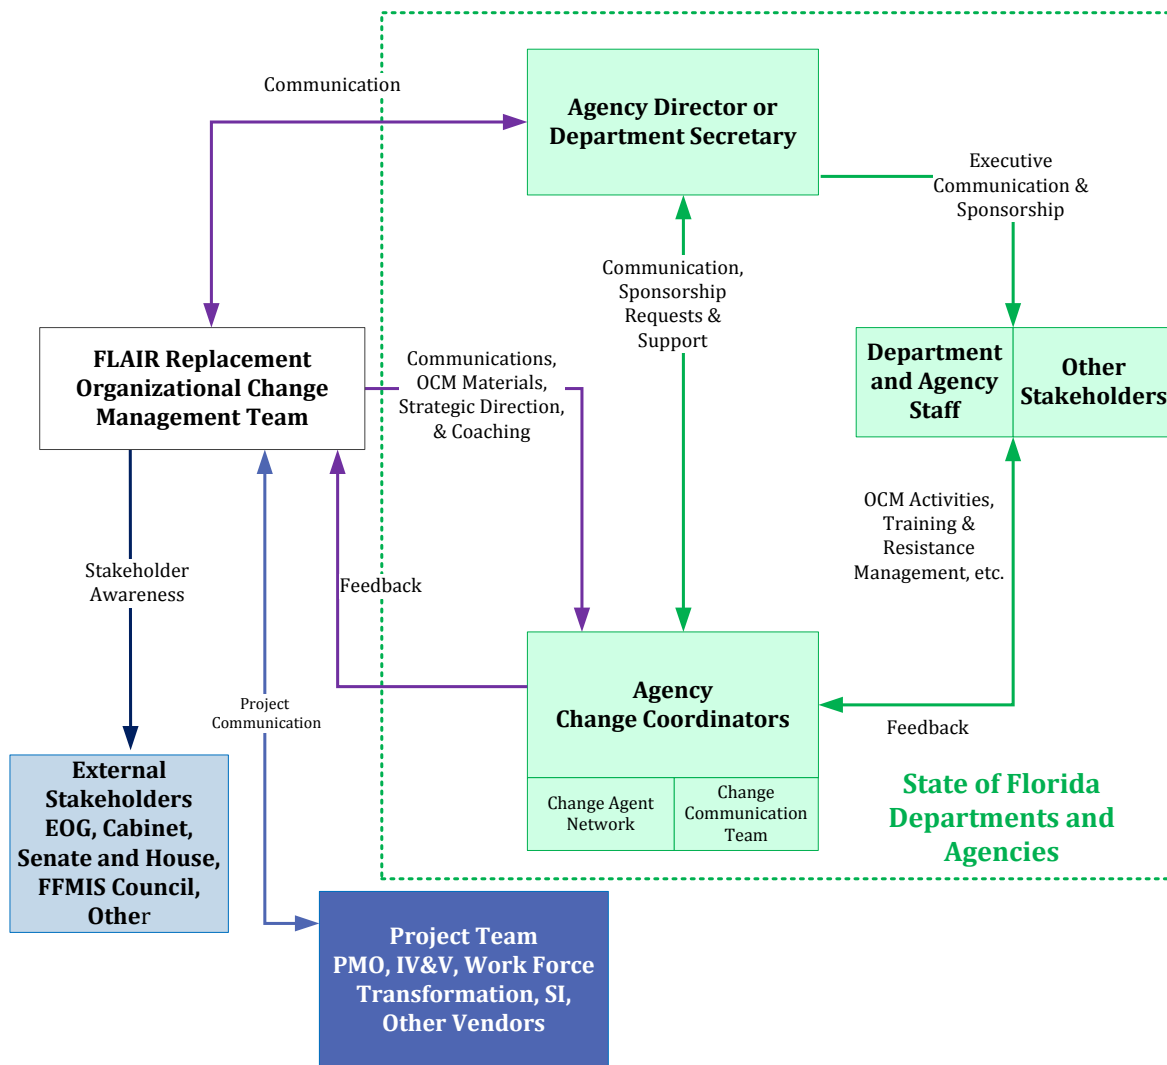 Communication
Agency Director or
Department Secretary
Executive
Communication &
Sponsorship
Communication,
Sponsorship
Requests &
Support
FLAIR Replacement
Organizational Change
Management Team
Communications,
OCM Materials,
Strategic Direction,
& Coaching
Department
and Agency
Staff
Other
Stakeholders
OCM Activities,
Training &
Resistance
Management, etc.
Stakeholder
Awareness
Feedback
Project
Communication
Agency
Change Coordinators
Feedback
Change Agent
Network
Change
Communication
Team
State of Florida
Departments and
Agencies
External
Stakeholders
EOG, Cabinet,
Senate and House,
FFMIS Council,
Other
Project Team
PMO, IV&V, Work Force
Transformation, SI,
Other Vendors